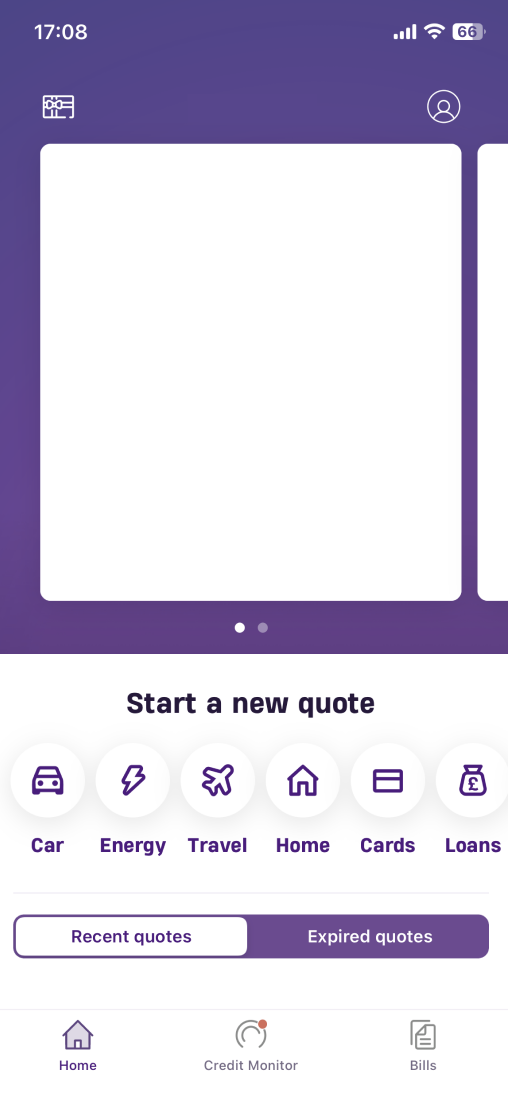 17:08
66
Start a new quote
£
Car Energy Travel Home Cards Loans
Recent quotes Expired quotes
Home Credit Monitor Bills